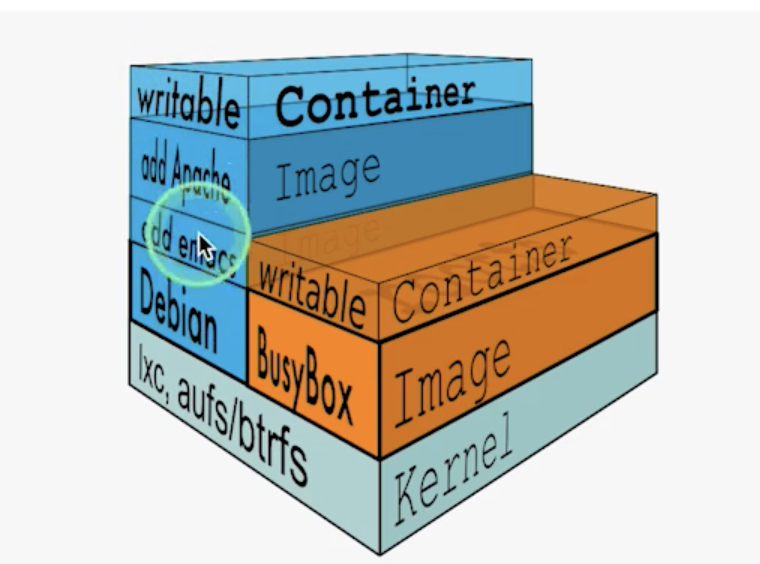 writable Container
add Apache Image
add emacs Image
Debian
writable Container
BusyBox Image
lxc, aufs/btrfs Kernel